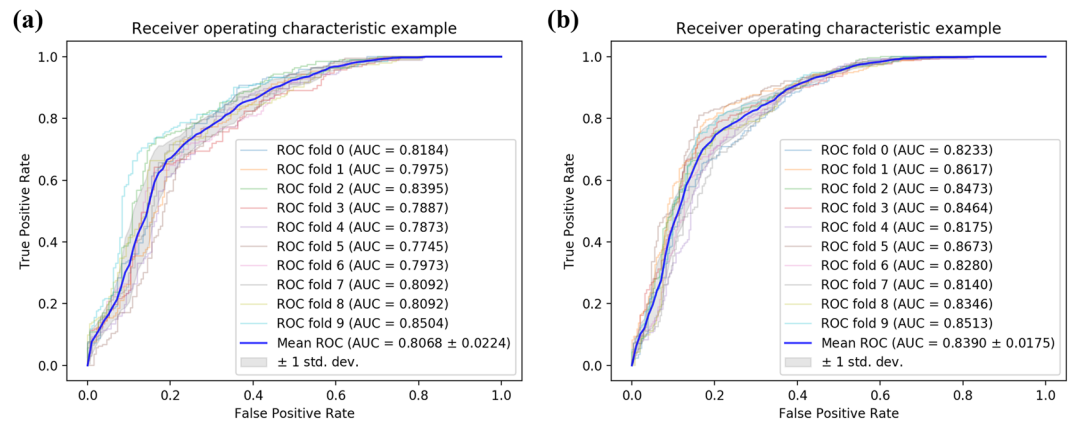 (a)
Receiver operating characteristic example
1.0
0.8
0.6
0.4
0.2
0.0
True Positive Rate
ROC fold 0 (AUC = 0.8184)
ROC fold 1 (AUC = 0.7975)
ROC fold 2 (AUC = 0.8395)
ROC fold 3 (AUC = 0.7887)
ROC fold 4 (AUC = 0.7873)
ROC fold 5 (AUC = 0.7745)
ROC fold 6 (AUC = 0.7973)
ROC fold 7 (AUC = 0.8092)
ROC fold 8 (AUC = 0.8092)
ROC fold 9 (AUC = 0.8504)
Mean ROC (AUC = 0.8068 ± 0.0224)
± 1 std. dev.
0.0 0.2 0.4 0.6 0.8 1.0
False Positive Rate
(b)
Receiver operating characteristic example
1.0
0.8
0.6
0.4
0.2
0.0
True Positive Rate
ROC fold 0 (AUC = 0.8233)
ROC fold 1 (AUC = 0.8617)
ROC fold 2 (AUC = 0.8473)
ROC fold 3 (AUC = 0.8464)
ROC fold 4 (AUC = 0.8175)
ROC fold 5 (AUC = 0.8673)
ROC fold 6 (AUC = 0.8280)
ROC fold 7 (AUC = 0.8140)
ROC fold 8 (AUC = 0.8346)
ROC fold 9 (AUC = 0.8513)
Mean ROC (AUC = 0.8390 ± 0.0175)
± 1 std. dev.
0.0 0.2 0.4 0.6 0.8 1.0
False Positive Rate